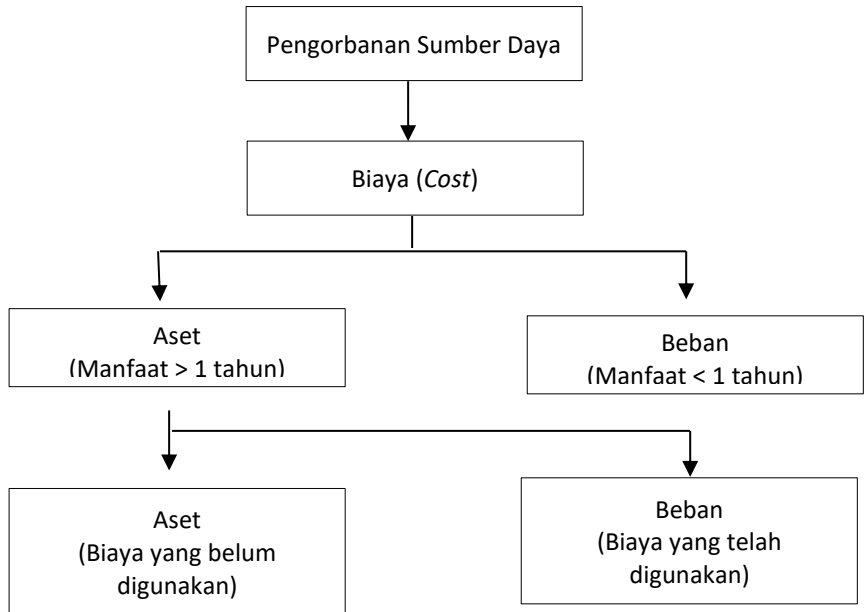 Pengorbanan Sumber Daya
Biaya (Cost)
Aset
(Manfaat > 1 tahun)
Beban
(Manfaat < 1 tahun)
Aset
(Biaya yang belum
digunakan)
Beban
(Biaya yang telah
digunakan)